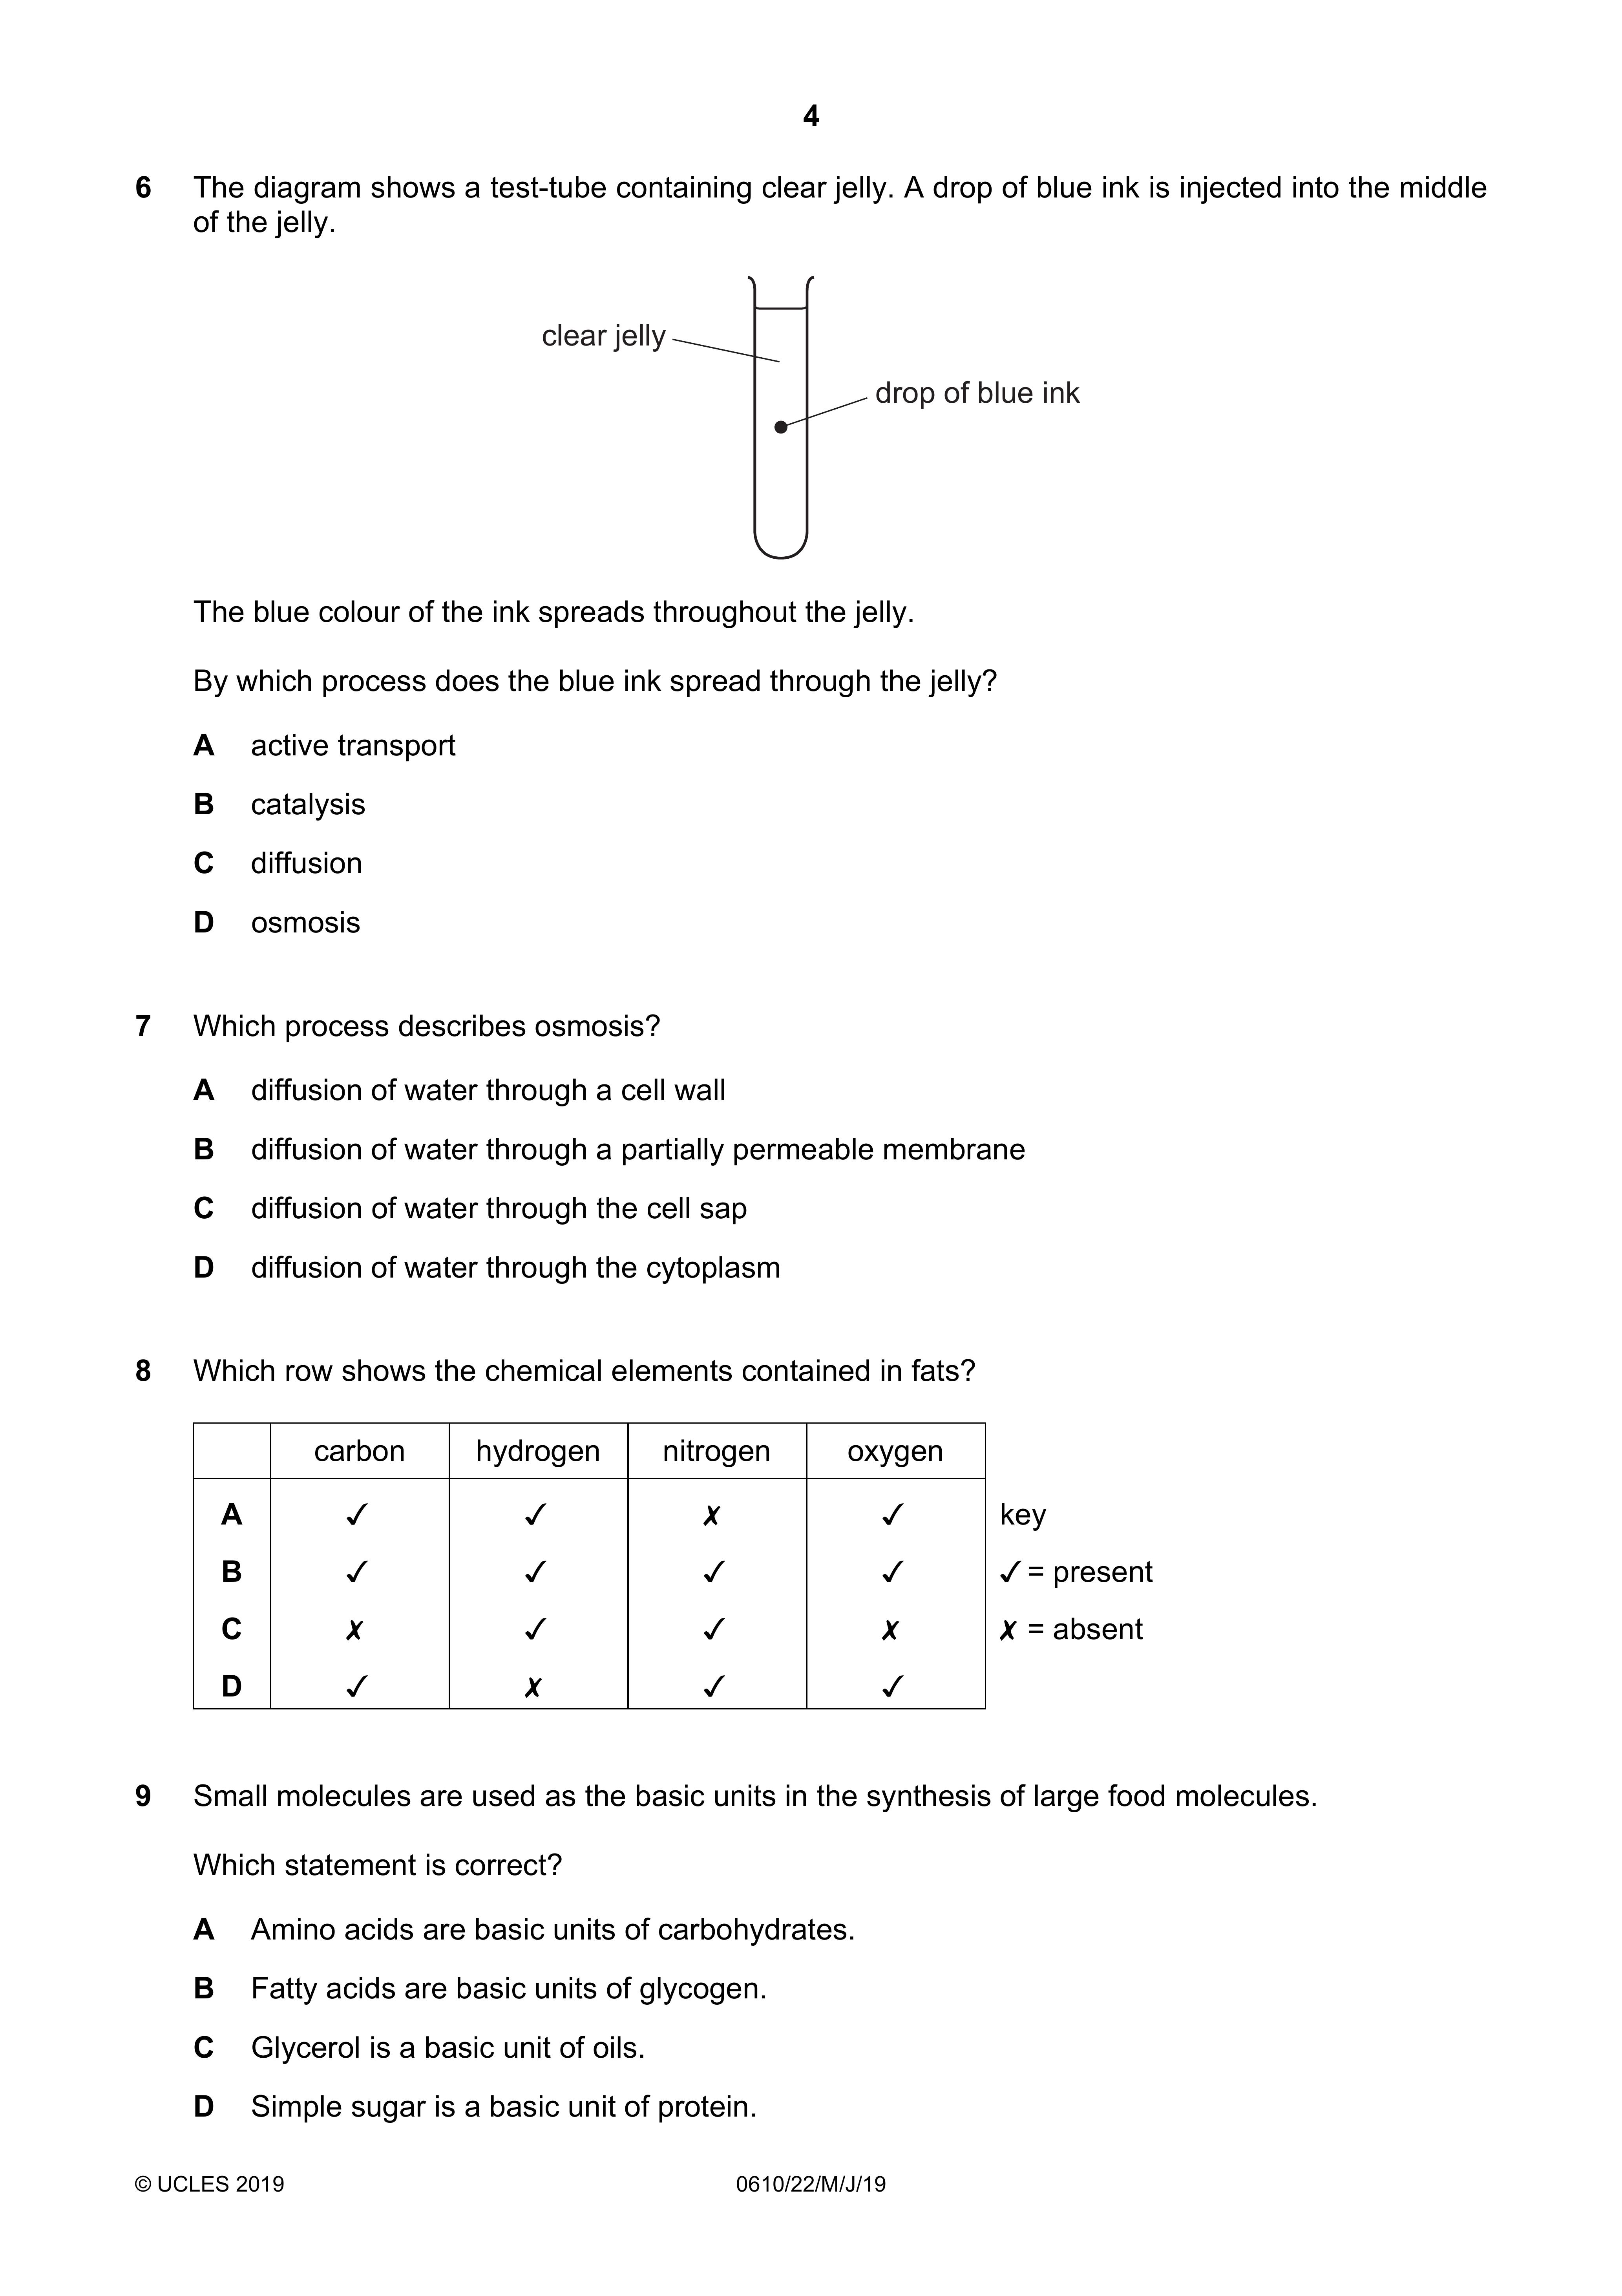 4
6 The diagram shows a test-tube containing clear jelly. A drop of blue ink is injected into the middle
of the jelly.
clear jelly
drop of blue ink
The blue colour of the ink spreads throughout the jelly.
By which process does the blue ink spread through the jelly?
A active transport
B catalysis
C diffusion
D osmosis
7 Which process describes osmosis?
A diffusion of water through a cell wall
B diffusion of water through a partially permeable membrane
C diffusion of water through the cell sap
D diffusion of water through the cytoplasm
8 Which row shows the chemical elements contained in fats?
carbon hydrogen nitrogen oxygen
A ✓ ✓ ✗ ✓ key
B ✓ ✓ ✓ ✓ ✓ = present
C ✗ ✓ ✓ ✗ ✗ = absent
D ✓ ✗ ✓ ✓
9 Small molecules are used as the basic units in the synthesis of large food molecules.
Which statement is correct?
A Amino acids are basic units of carbohydrates.
B Fatty acids are basic units of glycogen.
C Glycerol is a basic unit of oils.
D Simple sugar is a basic unit of protein.
© UCLES 2019 0610/22/M/J/19